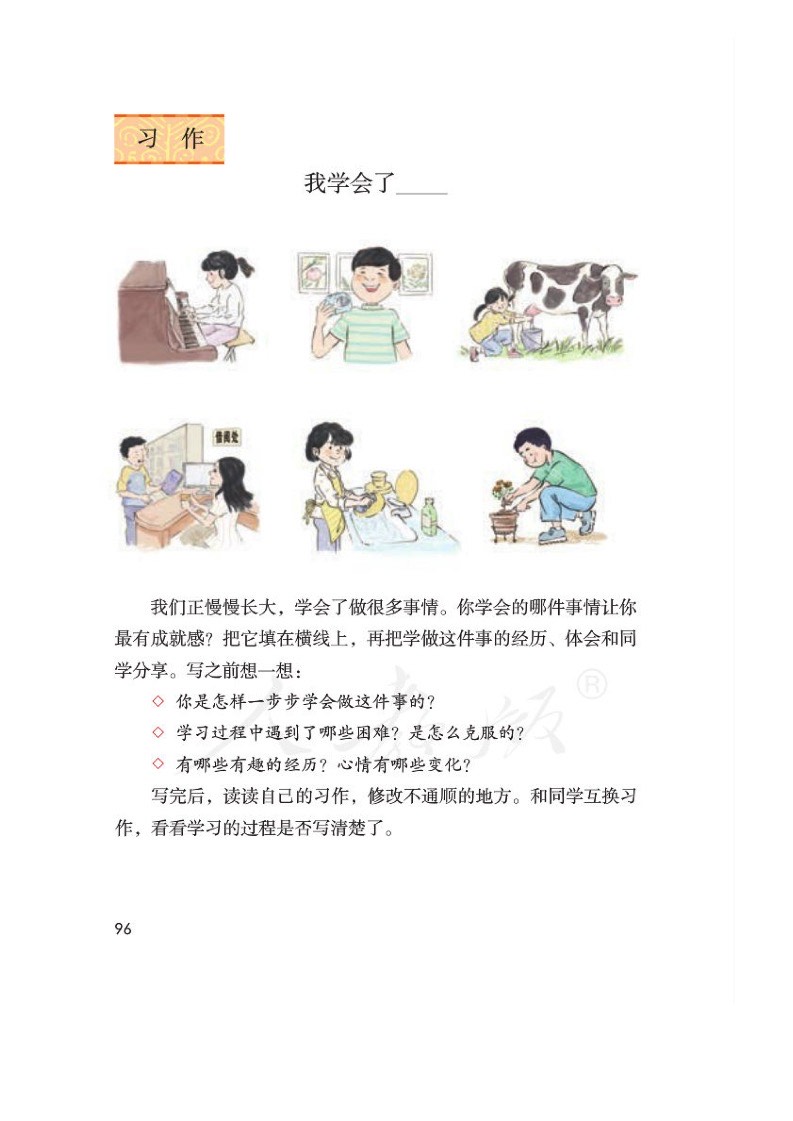 习 作
我学会了____
借阅处
我们正慢慢长大，学会了做很多事情。你学会的哪件事情让你
最有成就感？把它填在横线上，再把学做这件事的经历、体会和同
学分享。写之前想一想：
◇ 你是怎样一步步学会做这件事的？
◇ 学习过程中遇到了哪些困难？是怎么克服的？
◇ 有哪些有趣的经历？心情有哪些变化？
写完后，读读自己的习作，修改不通顺的地方。和同学互换习
作，看看学习的过程是否写清楚了。
人教版®
96